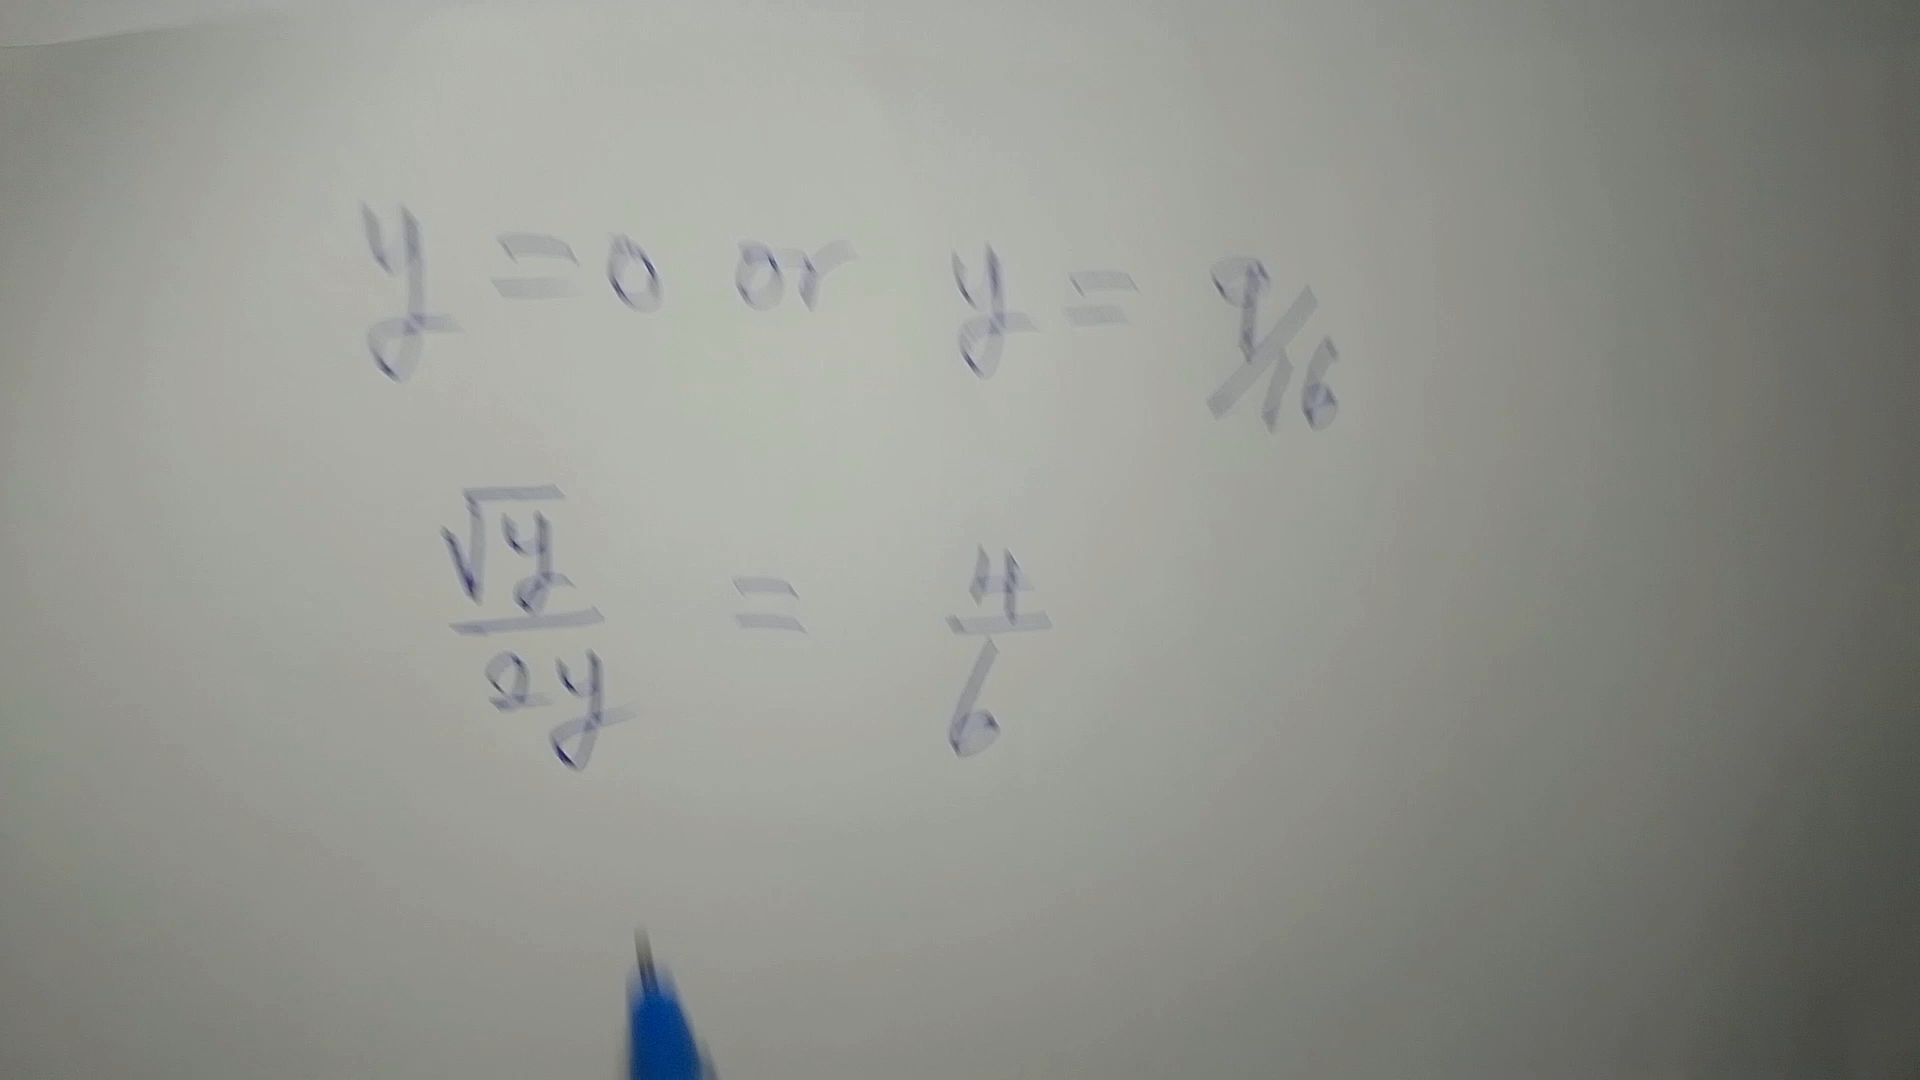 y = 0 or y = 9/16
√y/2y = 4/6